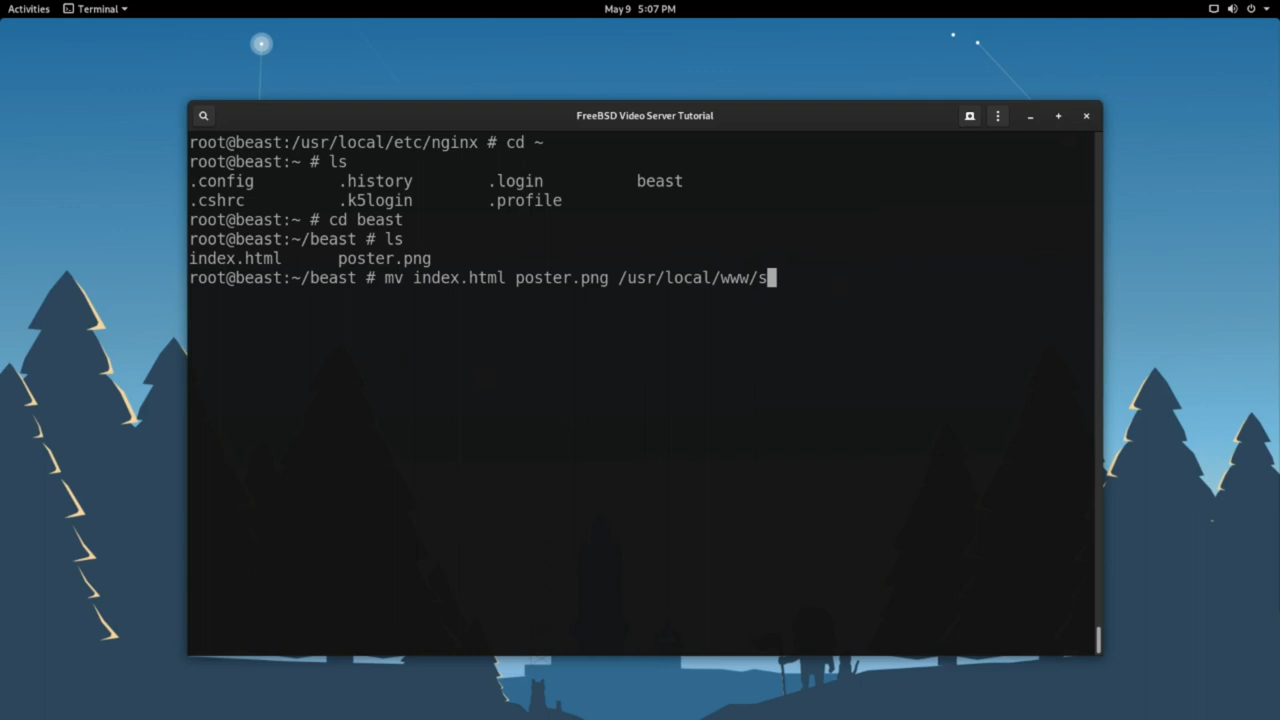 Activities Terminal May 9 5:07 PM
FreeBSD Video Server Tutorial
root@beast:/usr/local/etc/nginx # cd ~
root@beast:~ # ls
.config .history .login beast
.cshrc .k5login .profile
root@beast:~ # cd beast
root@beast:~/beast # ls
index.html poster.png
root@beast:~/beast # mv index.html poster.png /usr/local/www/s